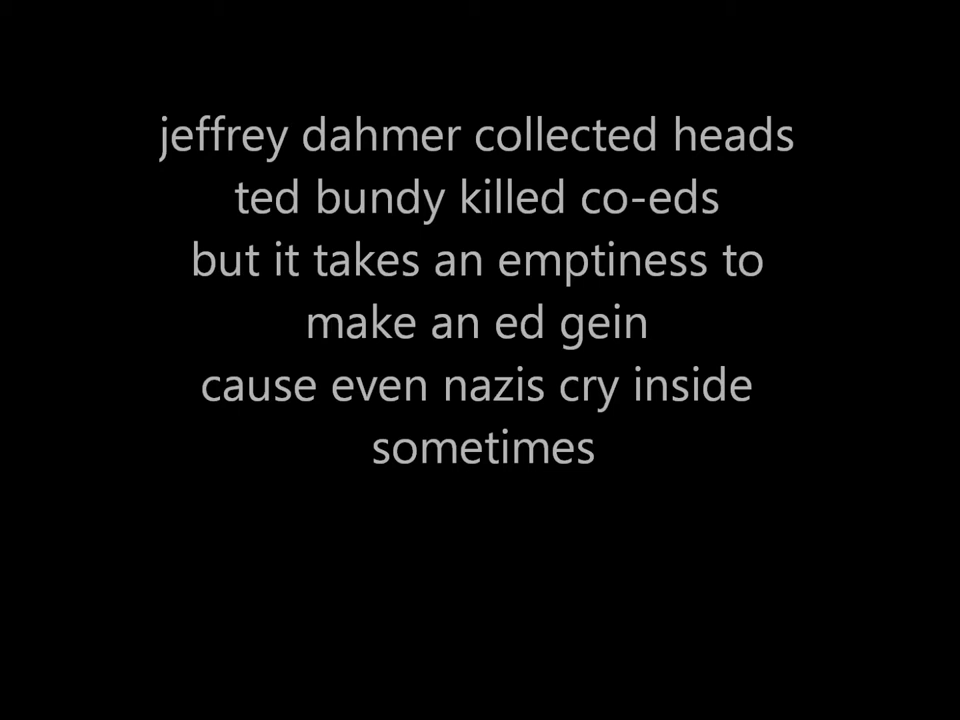 jeffrey dahmer collected heads
ted bundy killed co-eds
but it takes an emptiness to
make an ed gein
cause even nazis cry inside
sometimes